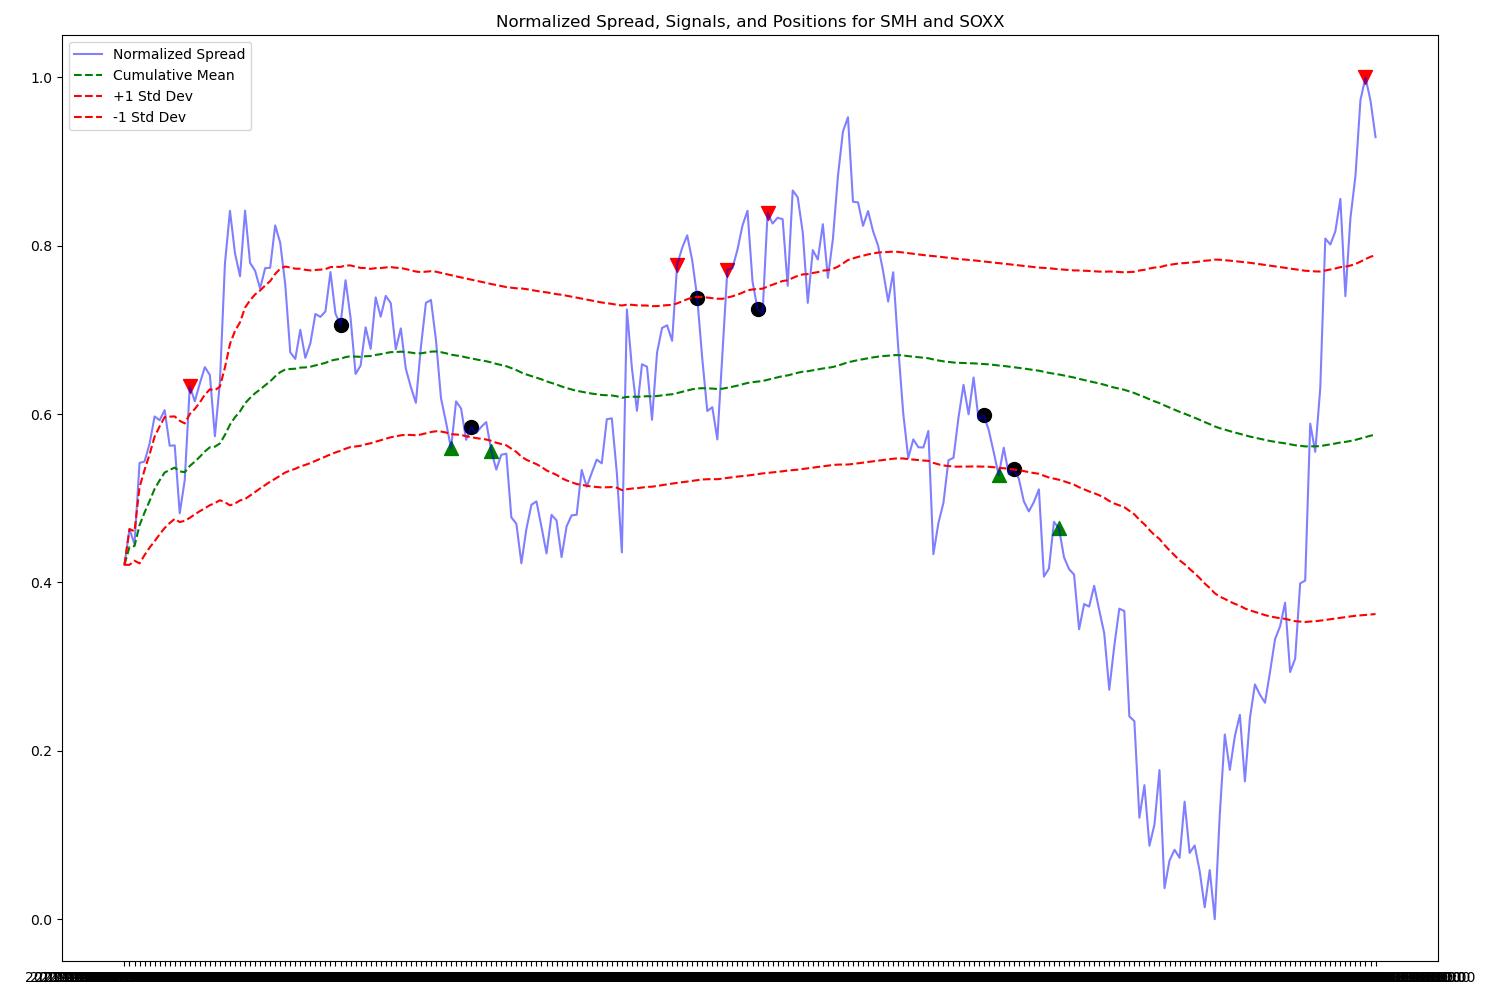 Normalized Spread, Signals, and Positions for SMH and SOXX
Normalized Spread
Cumulative Mean
+1 Std Dev
-1 Std Dev
1.0
0.8
0.6
0.4
0.2
0.0